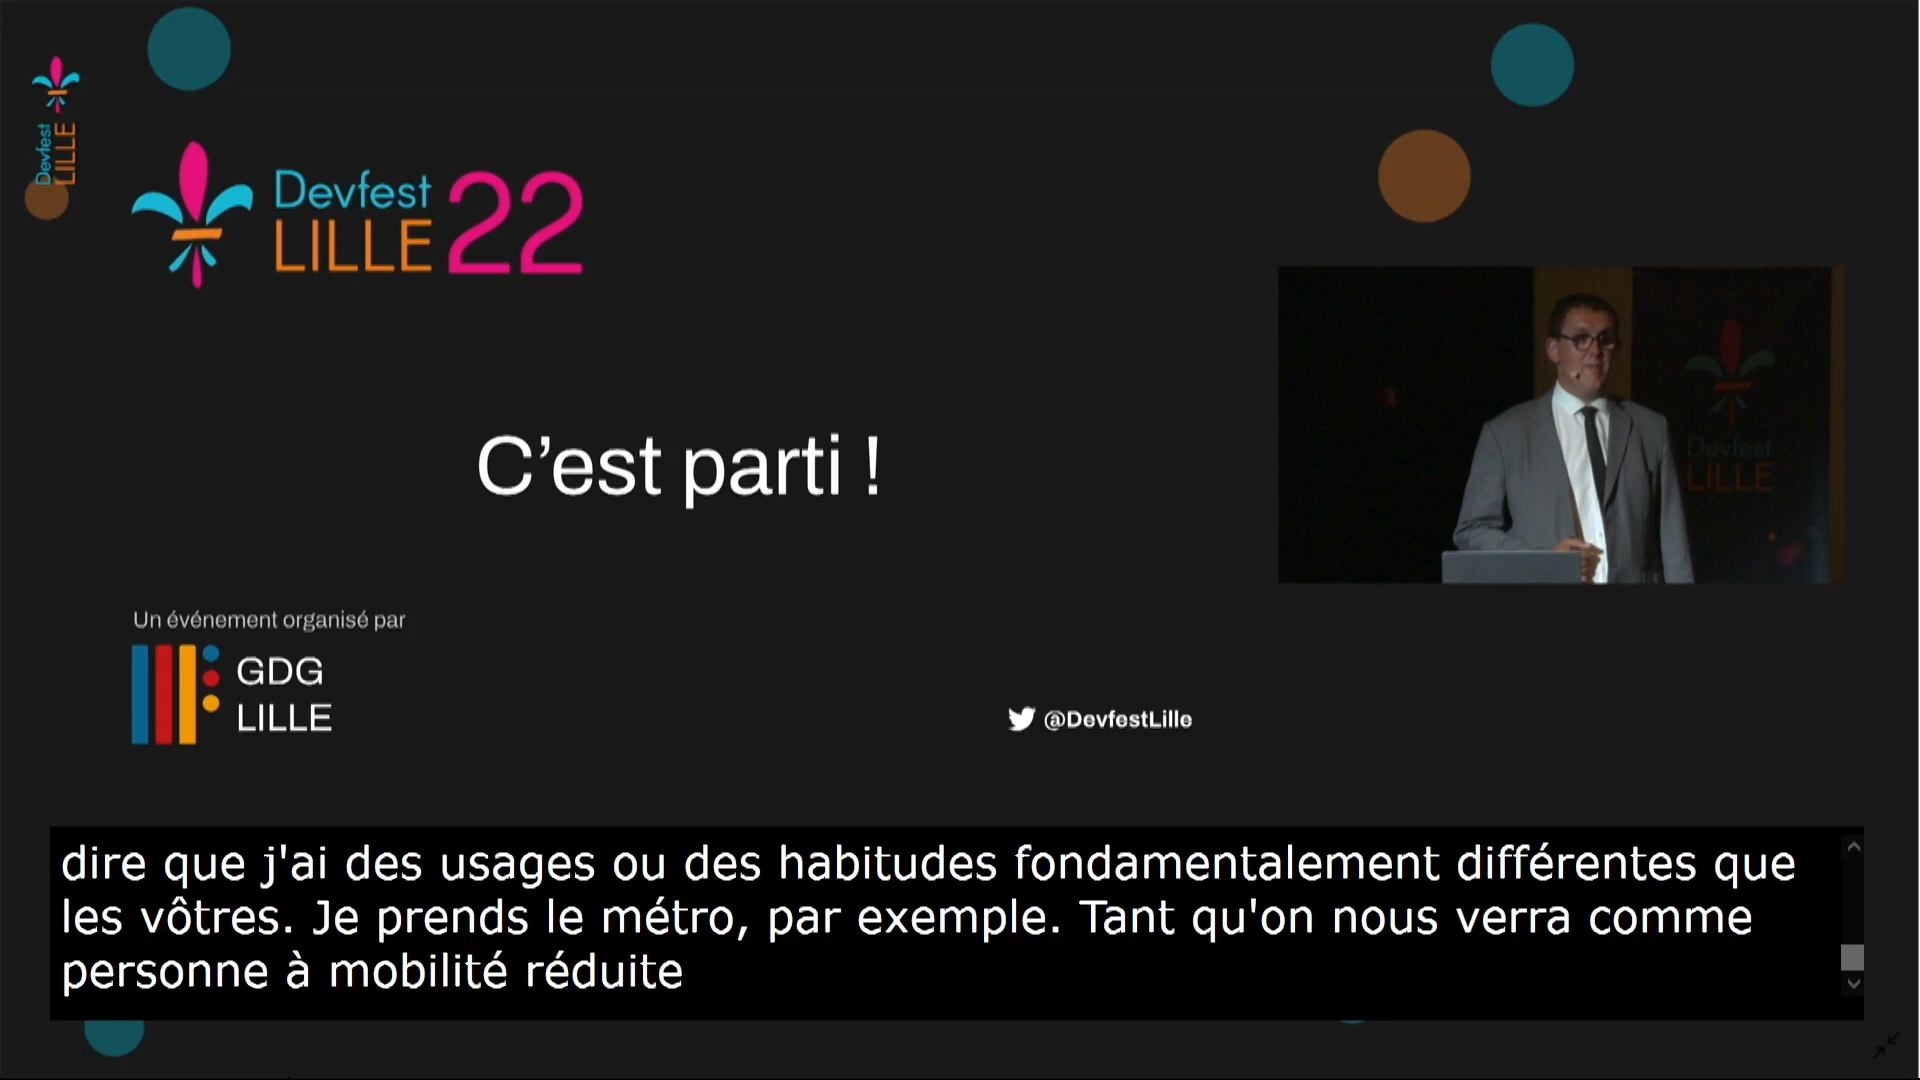 Devfest
LILLE
Devfest
LILLE 22
C’est parti !
Devfest
LILLE
Un événement organisé par
GDG
LILLE
@DevfestLille
dire que j'ai des usages ou des habitudes fondamentalement différentes que
les vôtres. Je prends le métro, par exemple. Tant qu'on nous verra comme
personne à mobilité réduite